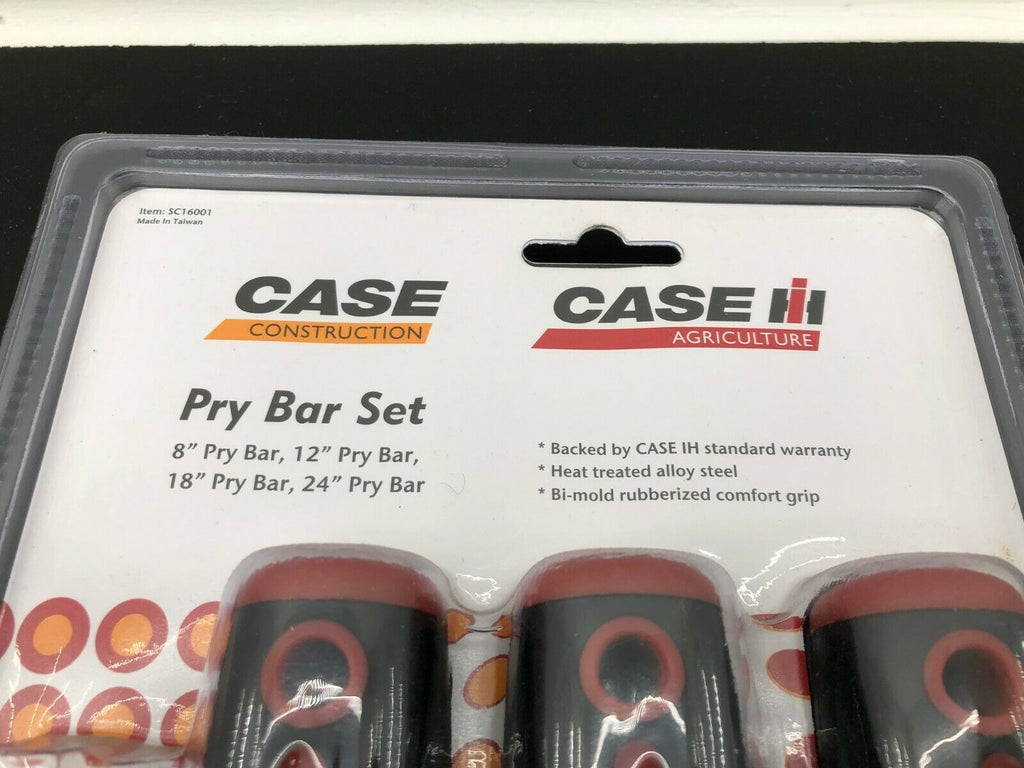 Item: SC16001
Made In Taiwan
CASE
CONSTRUCTION
CASE IH
AGRICULTURE
Pry Bar Set
8” Pry Bar, 12” Pry Bar,
18” Pry Bar, 24” Pry Bar
* Backed by CASE IH standard warranty
* Heat treated alloy steel
* Bi-mold rubberized comfort grip